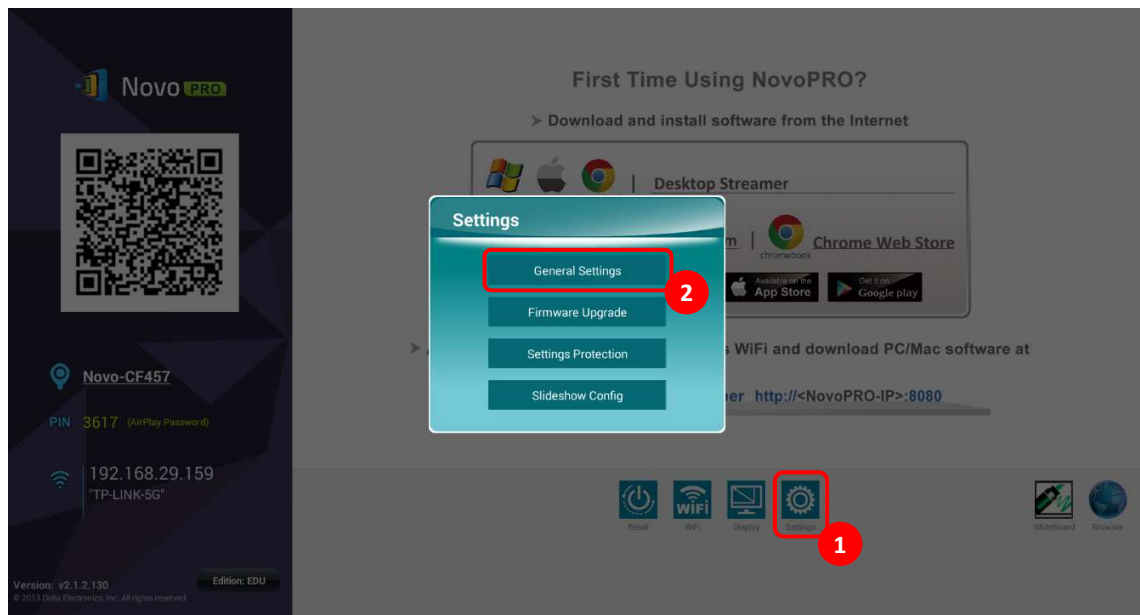 Novo PRO
Novo-CF457
PIN 3617 (AirPlay Password)
192.168.29.159
"TP-LINK-5G"
Version: v2.1.2.130
Edition: EDU
© 2013 Delta Electronics, Inc. All rights reserved
First Time Using NovoPRO?
➤ Download and install software from the Internet
| Desktop Streamer
m | Chrome Web Store
chromebook
Available on the
App Store
Get it on
Google play
➤
s WiFi and download PC/Mac software at
er http://<NovoPRO-IP>:8080
Settings
General Settings
2
Firmware Upgrade
Settings Protection
Slideshow Config
Reset
WiFi
WiFi
Display
Settings
1
Whiteboard
Browser